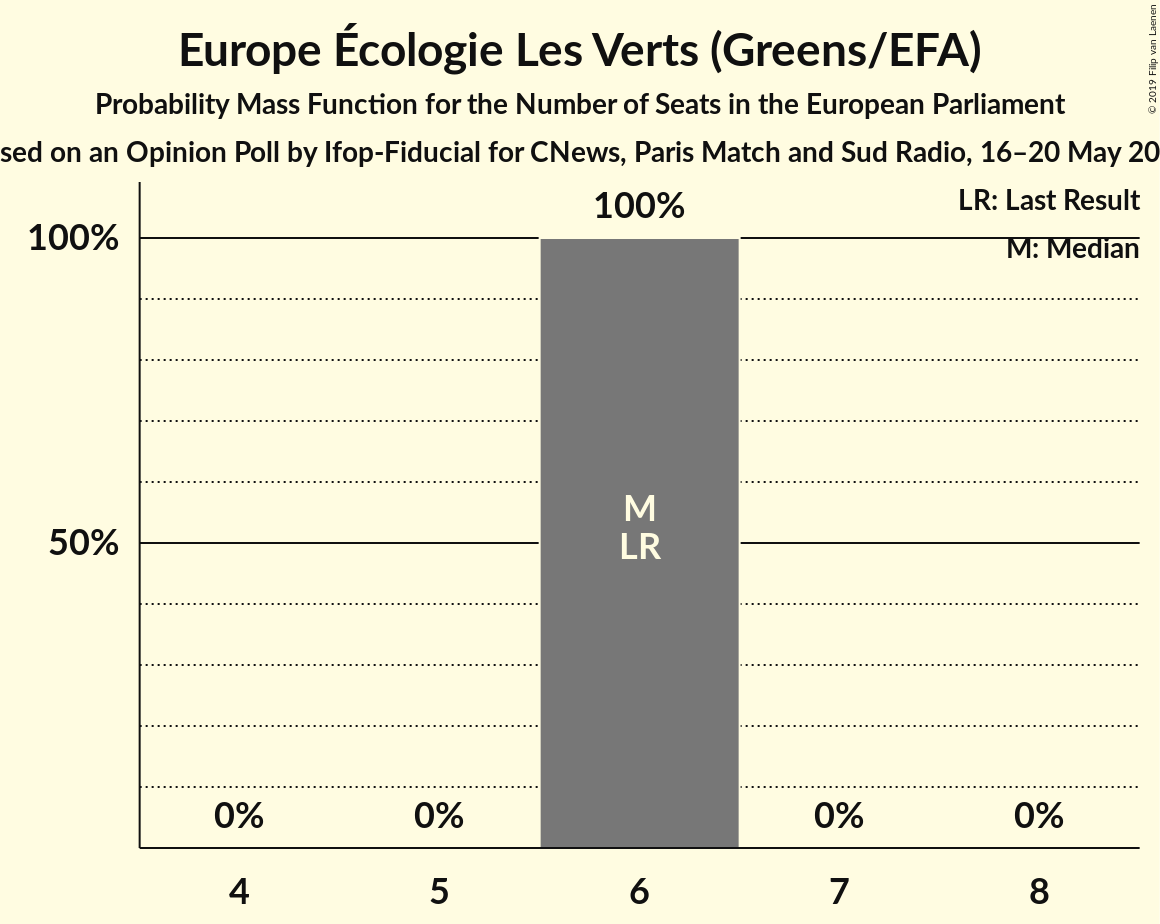 Europe Écologie Les Verts (Greens/EFA)
Probability Mass Function for the Number of Seats in the European Parliament
sed on an Opinion Poll by Ifop-Fiducial for CNews, Paris Match and Sud Radio, 16–20 May 20
© 2019 Filip van Laenen
LR: Last Result
M: Median
100%
100%
50%
M
LR
0%
0%
0%
0%
4
5
6
7
8